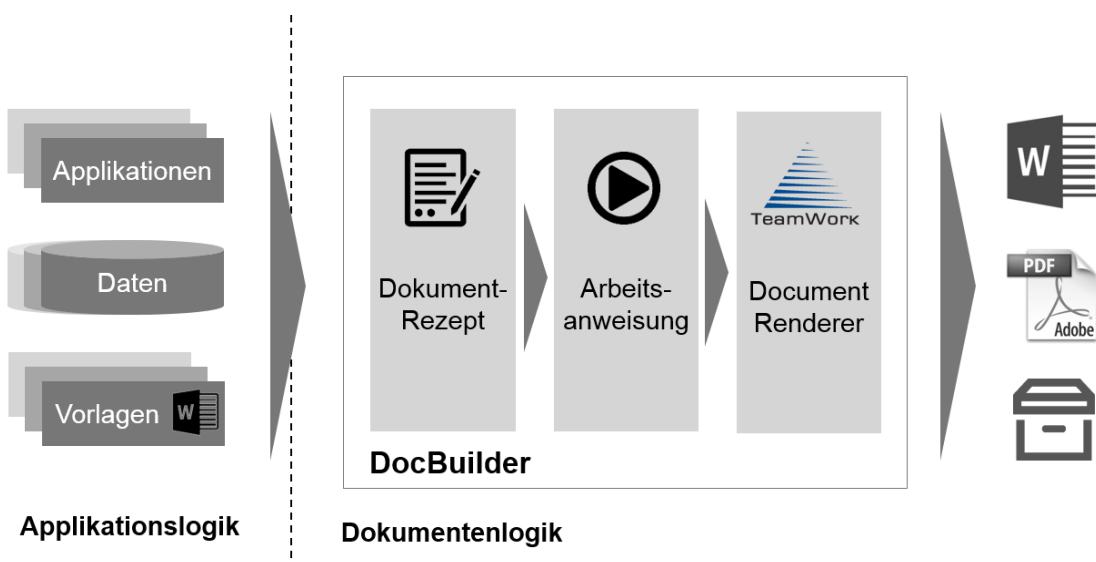 Applikationen
Daten
Vorlagen
W
Applikationslogik
Dokument-
Rezept
Arbeits-
anweisung
TeamWork
Document
Renderer
DocBuilder
Dokumentenlogik
W
PDF
Adobe